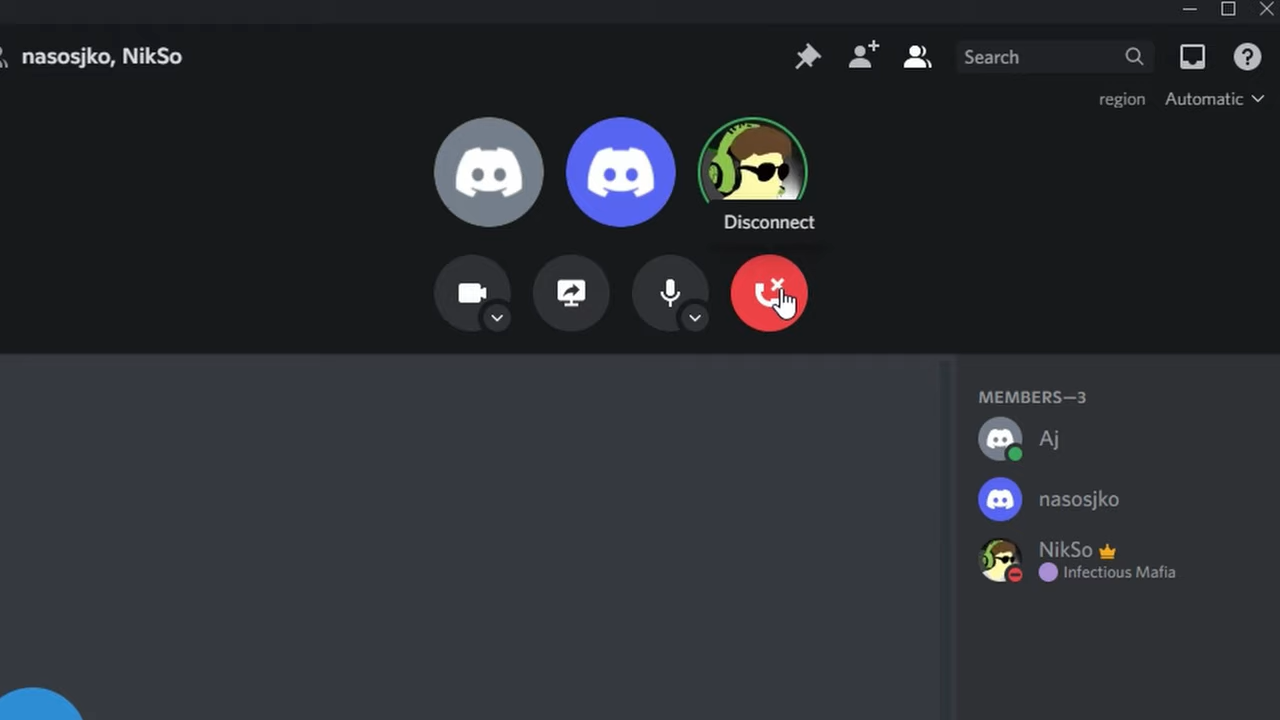 nasosjko, NikSo
Search
region Automatic
Disconnect
MEMBERS—3
Aj
nasosjko
NikSo
Infectious Mafia